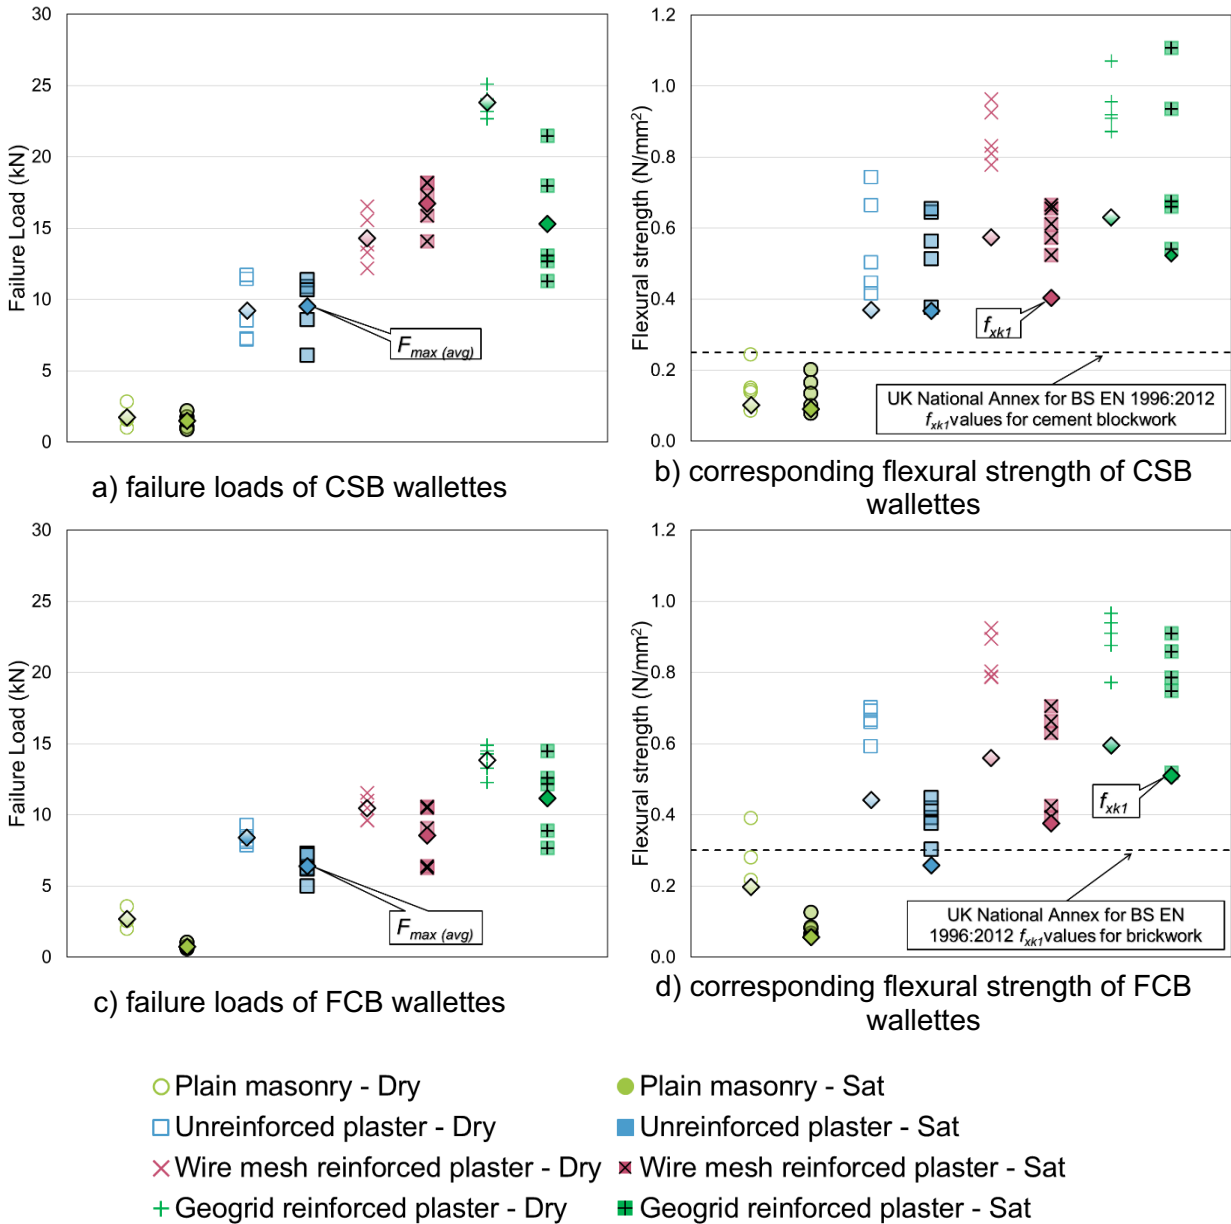 30
25
20
15
10
5
0
Failure Load (kN)
F max (avg)
a) failure loads of CSB wallettes
1.2
1.0
0.8
0.6
0.4
0.2
0.0
Flexural strength (N/mm²)
fxk1
UK National Annex for BS EN 1996:2012
fxk1 values for cement blockwork
b) corresponding flexural strength of CSB
wallettes
30
25
20
15
10
5
0
Failure Load (kN)
F max (avg)
c) failure loads of FCB wallettes
1.2
1.0
0.8
0.6
0.4
0.2
0.0
Flexural strength (N/mm²)
fxk1
UK National Annex for BS EN
1996:2012 fxk1 values for brickwork
d) corresponding flexural strength of FCB
wallettes
Plain masonry - Dry
Plain masonry - Sat
Unreinforced plaster - Dry
Unreinforced plaster - Sat
Wire mesh reinforced plaster - Dry
Wire mesh reinforced plaster - Sat
Geogrid reinforced plaster - Dry
Geogrid reinforced plaster - Sat